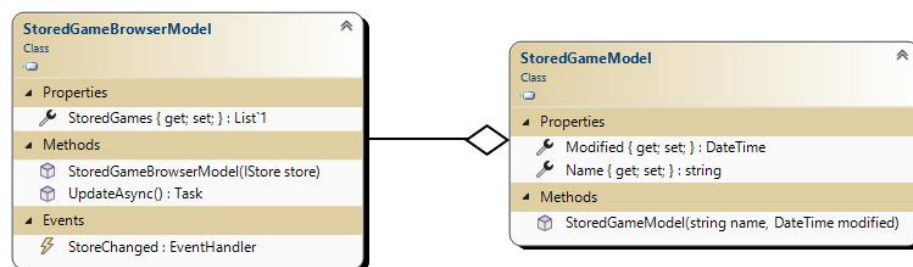 StoredGameBrowserModel
Class
Properties
StoredGames { get; set; } : List`1
Methods
StoredGameBrowserModel(IStore store)
UpdateAsync() : Task
Events
StoreChanged : EventHandler
StoredGameModel
Class
Properties
Modified { get; set; } : DateTime
Name { get; set; } : string
Methods
StoredGameModel(string name, DateTime modified)